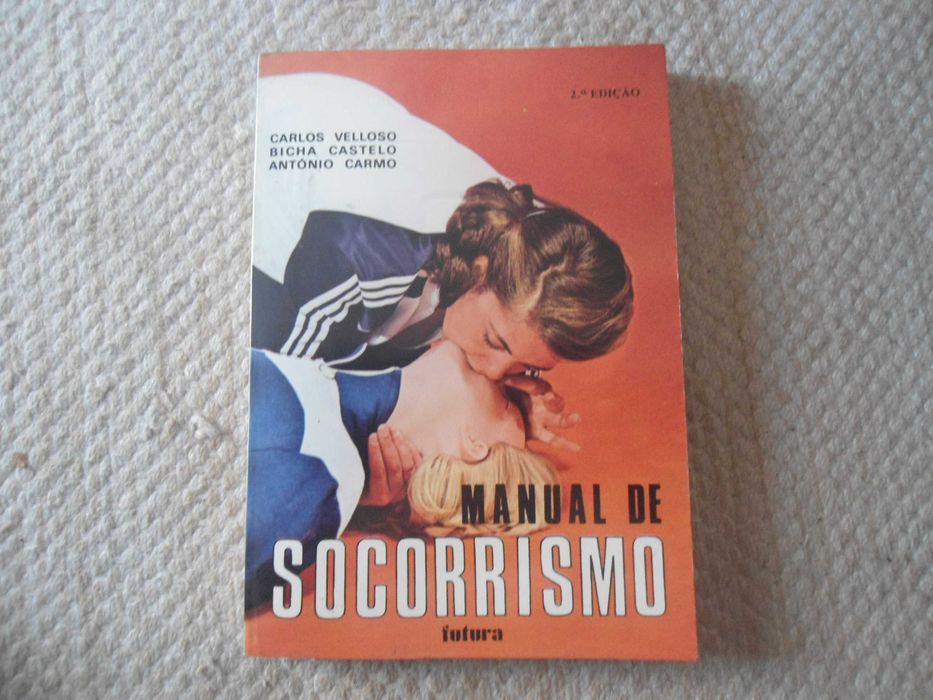 2.ª EDIÇÃO
CARLOS VELLOSO
BICHA CASTELO
ANTÓNIO CARMO
MANUAL DE
SOCORRISMO
futura